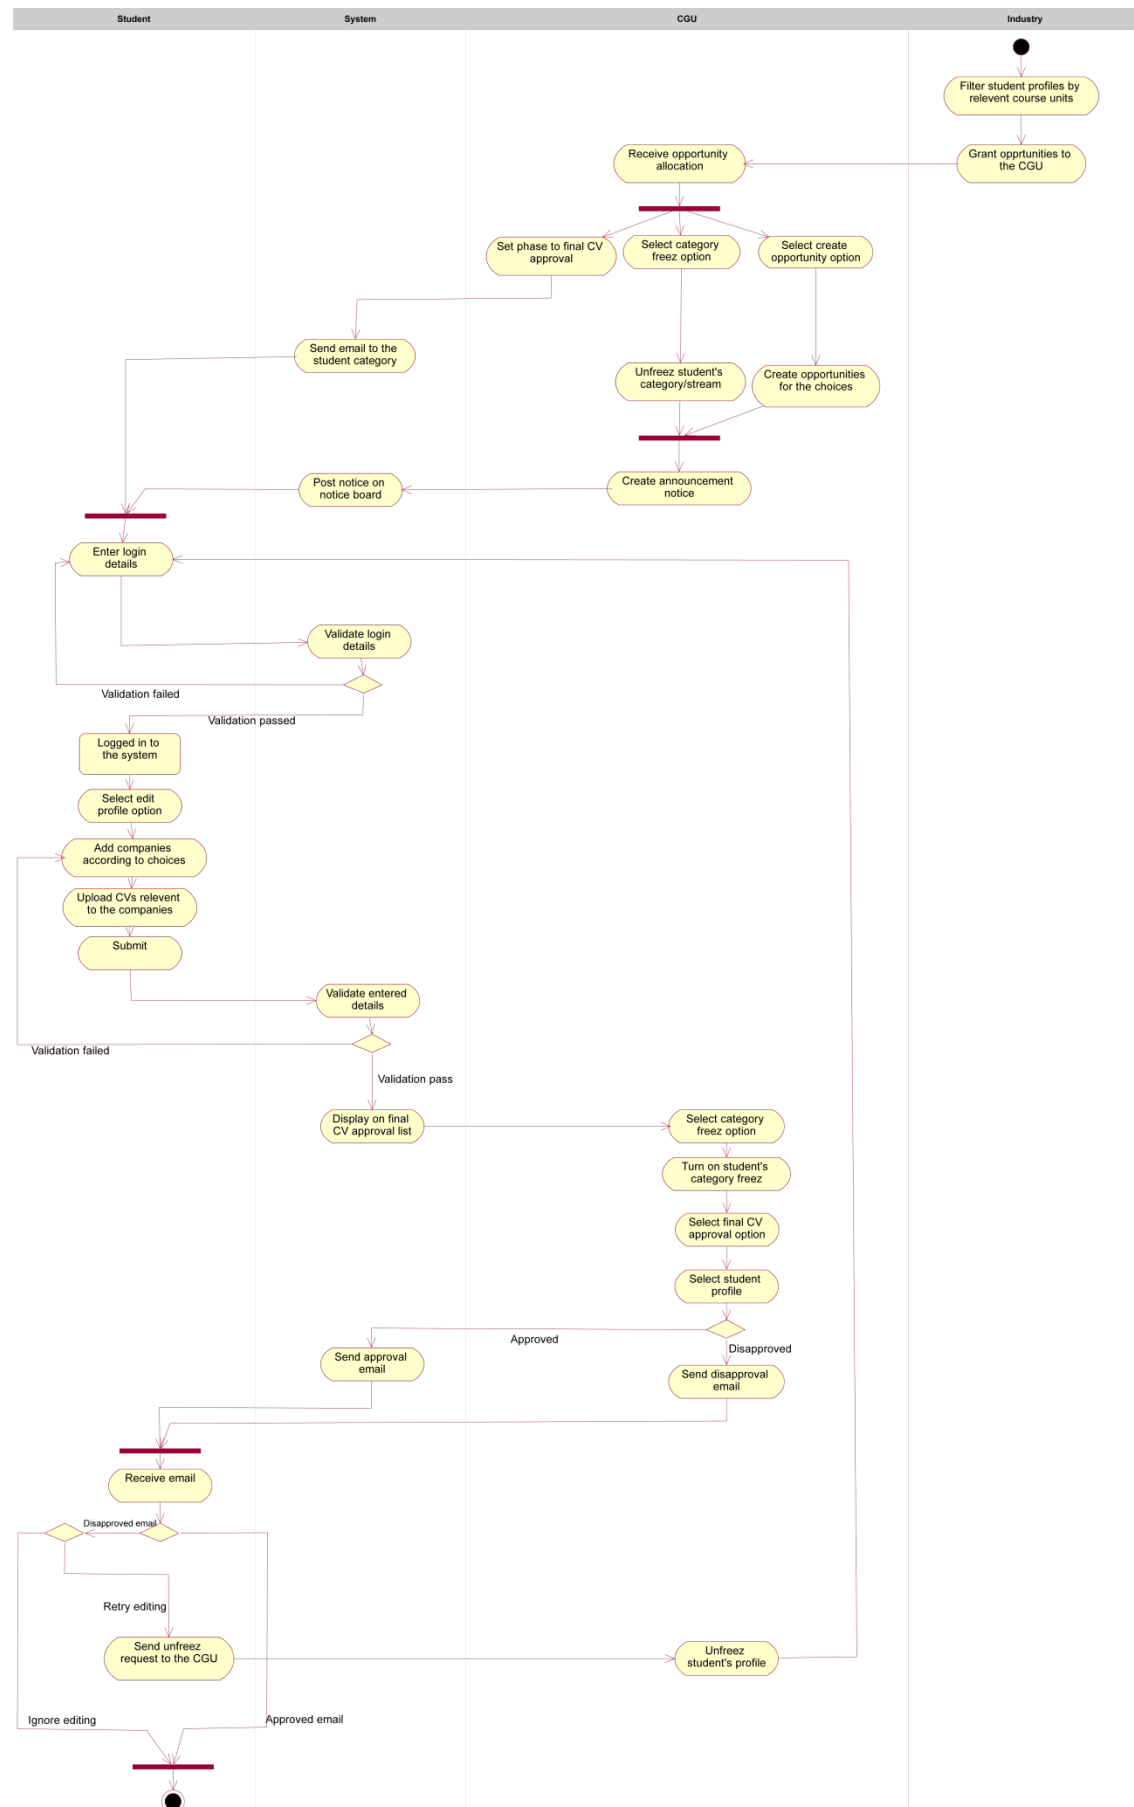 Student
System
CGU
Industry
Filter student profiles by
relevent course units
Receive opportunity
allocation
Grant opprtunities to
the CGU
Set phase to final CV
approval
Select category
freez option
Select create
opportunity option
Send email to the
student category
Unfreez student's
category/stream
Create opportunities
for the choices
Post notice on
notice board
Create announcement
notice
Enter login
details
Validate login
details
Validation failed
Validation passed
Logged in to
the system
Select edit
profile option
Add companies
according to choices
Upload CVs relevent
to the companies
Submit
Validate entered
details
Validation failed
Validation pass
Display on final
CV approval list
Select category
freez option
Turn on student's
category freez
Select final CV
approval option
Select student
profile
Approved
Disapproved
Send approval
email
Send disapproval
email
Receive email
Disapproved email
Retry editing
Send unfreez
request to the CGU
Unfreez
student's profile
Ignore editing
Approved email